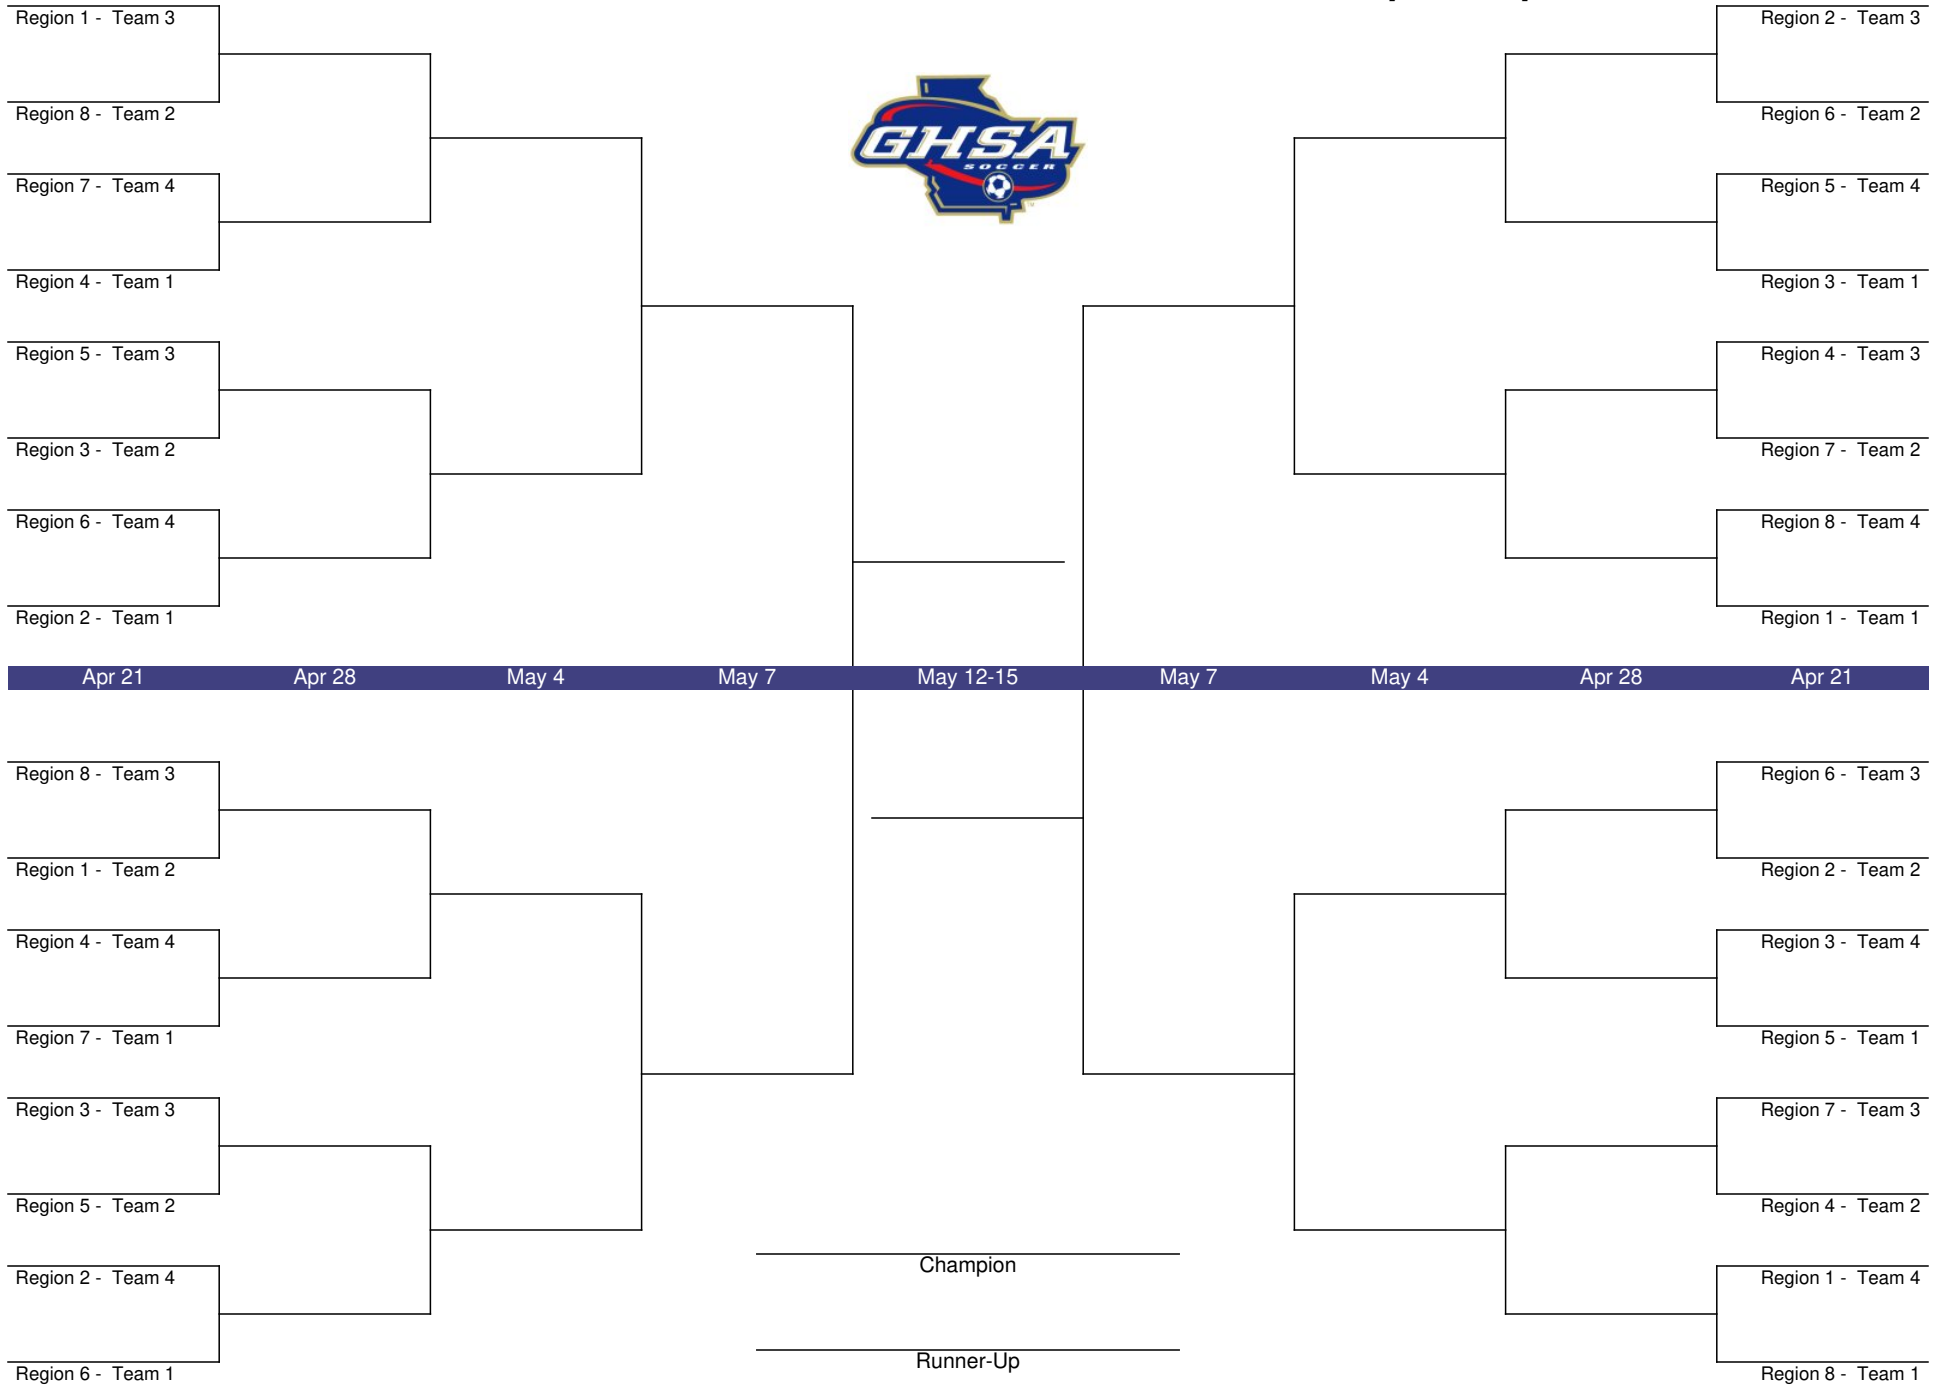 Region 1 - Team 3
Region 2 - Team 3
Region 8 - Team 2
Region 6 - Team 2
GHSA
SOCCER
Region 7 - Team 4
Region 5 - Team 4
Region 4 - Team 1
Region 3 - Team 1
Region 5 - Team 3
Region 4 - Team 3
Region 3 - Team 2
Region 7 - Team 2
Region 6 - Team 4
Region 8 - Team 4
Region 2 - Team 1
Region 1 - Team 1
Apr 21 Apr 28 May 4 May 7 May 12-15 May 7 May 4 Apr 28 Apr 21
Region 8 - Team 3
Region 6 - Team 3
Region 1 - Team 2
Region 2 - Team 2
Region 4 - Team 4
Region 3 - Team 4
Region 7 - Team 1
Region 5 - Team 1
Region 3 - Team 3
Region 7 - Team 3
Region 5 - Team 2
Region 4 - Team 2
Champion
Region 2 - Team 4
Region 1 - Team 4
Runner-Up
Region 6 - Team 1
Region 8 - Team 1